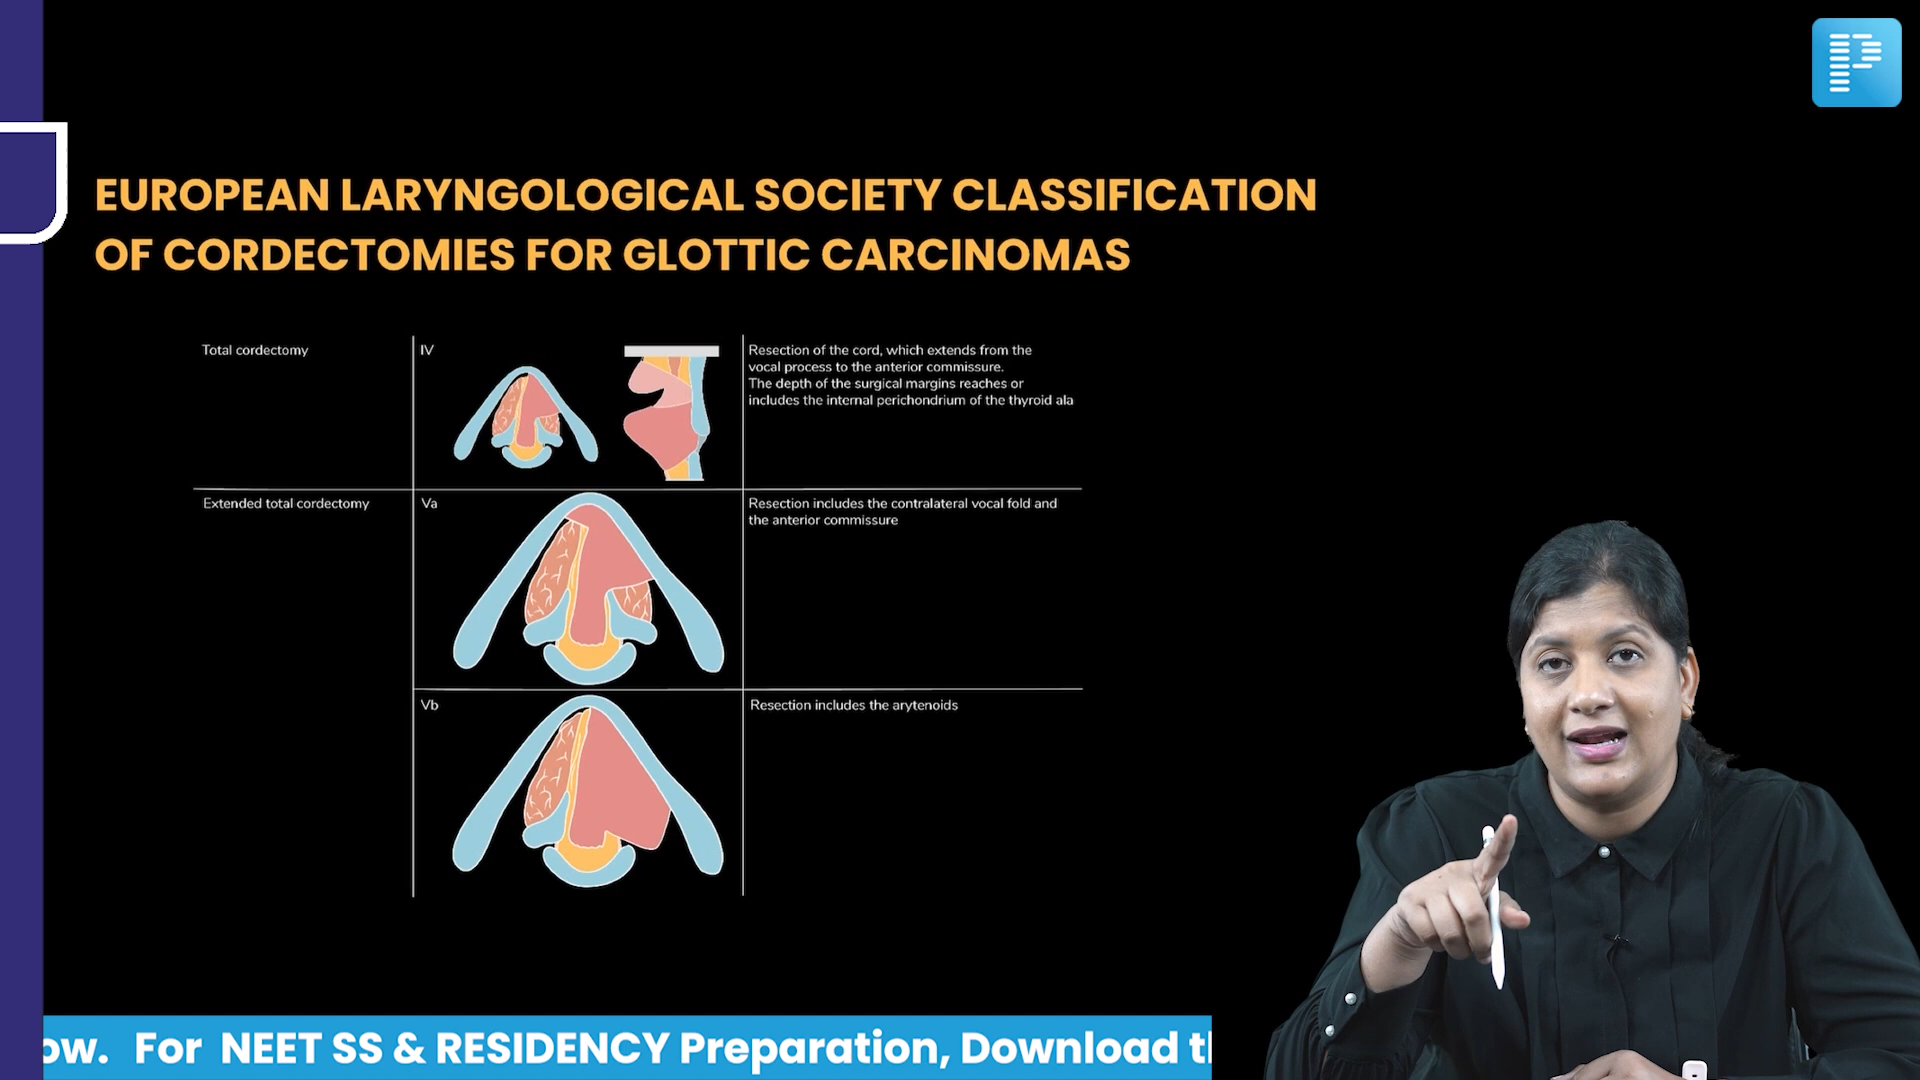 EUROPEAN LARYNGOLOGICAL SOCIETY CLASSIFICATION
OF CORDECTOMIES FOR GLOTTIC CARCINOMAS
Total cordectomy
IV
Resection of the cord, which extends from the
vocal process to the anterior commissure.
The depth of the surgical margins reaches or
includes the internal perichondrium of the thyroid ala
Extended total cordectomy
Va
Resection includes the contralateral vocal fold and
the anterior commissure
Vb
Resection includes the arytenoids
For NEET SS & RESIDENCY Preparation, Download